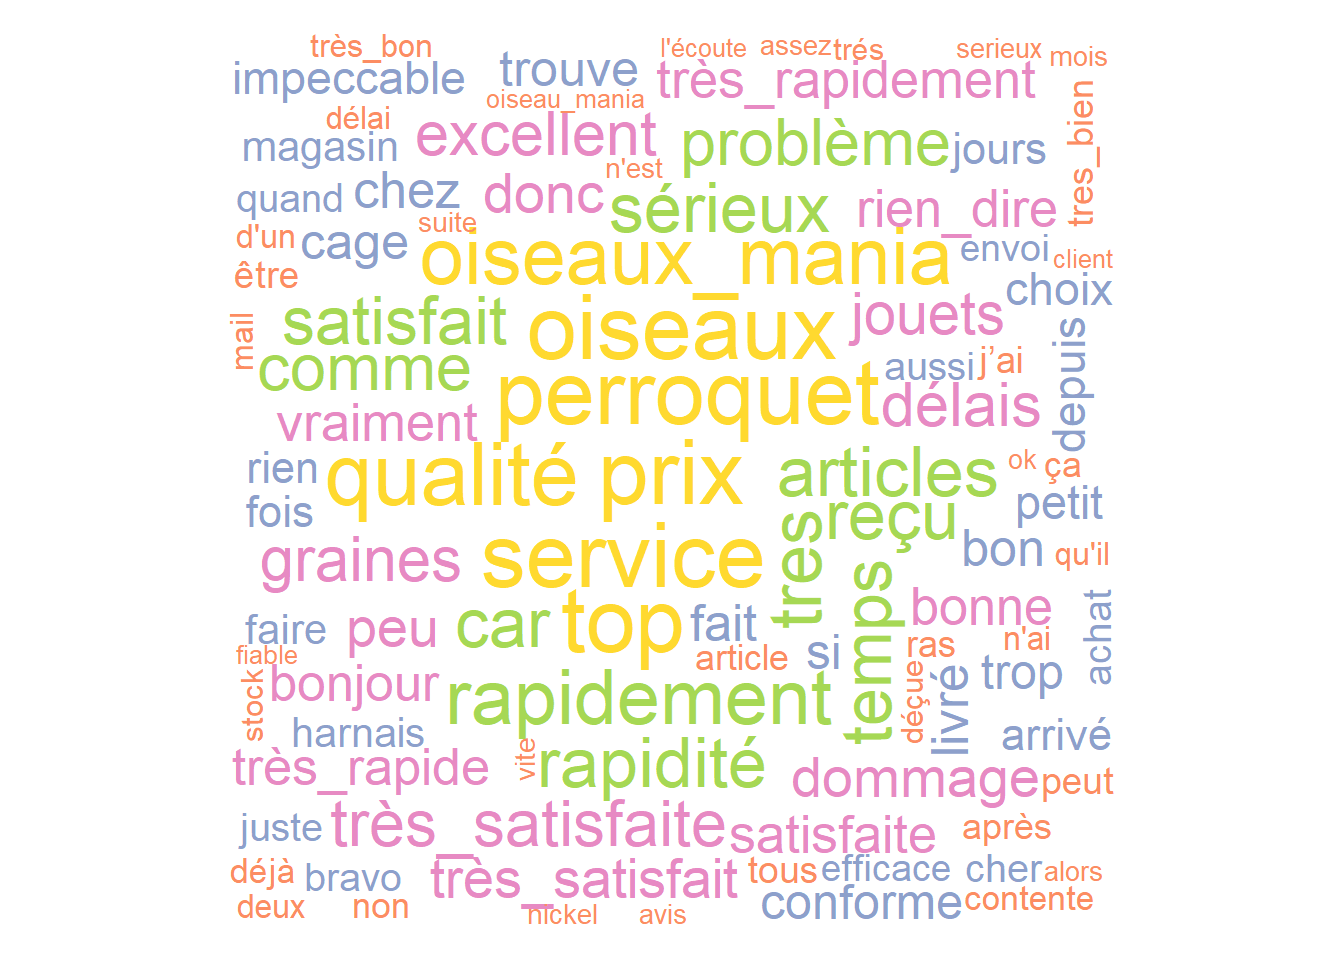 très_bon l'écoute assez trés serieux mois
impeccable trouve très_rapidement
oiseau_mania
délai excellent problème jours tres_bien
magasin n'est
quand chez donc sérieux rien_dire
suite
d'un cage oiseaux_mania envoi client
être choix
mail satisfait oiseaux jouets depuis
comme perroquet aussi j’ai
vraiment délais
rien qualité prix articles ok ça
fois reçu petit
graines service tres temps bon qu'il
faire peu car top fait bonne achat
fiable article si ras n'ai
stock bonjour rapidement déçue livré trop
harnais arrivé
très_rapide vite rapidité dommage peut
juste très_satisfaite satisfaite après
déjà bravo très_satisfait tous efficace cher alors
deux non nickel avis conforme contente